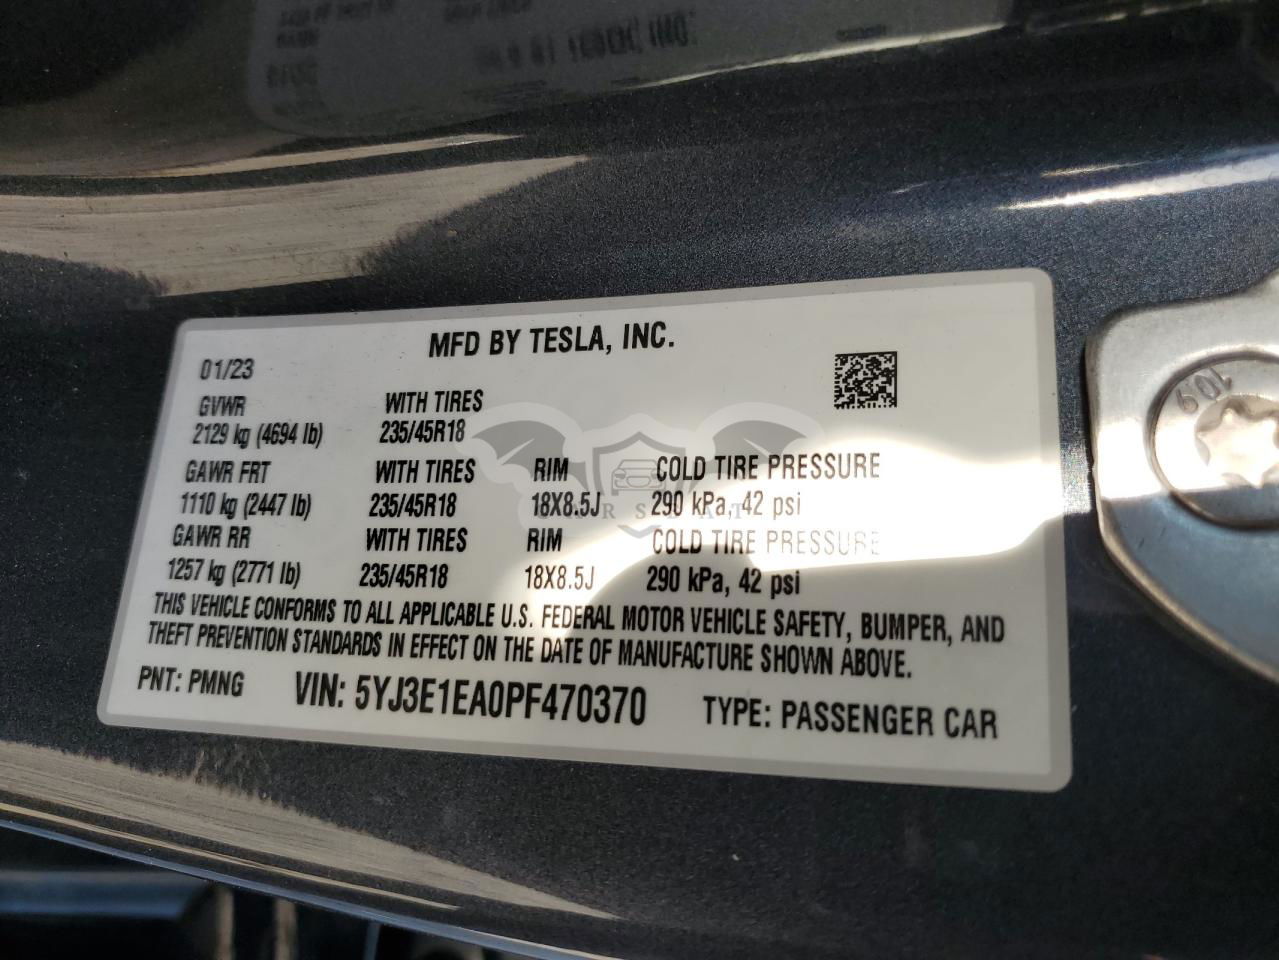 MFD BY TESLA, INC.
01/23
GVWR WITH TIRES
2129 kg (4694 lb) 235/45R18
GAWR FRT WITH TIRES RIM COLD TIRE PRESSURE
1110 kg (2447 lb) 235/45R18 18X8.5J 290 kPa, 42 psi
GAWR RR WITH TIRES RIM COLD TIRE PRESSURE
1257 kg (2771 lb) 235/45R18 18X8.5J 290 kPa, 42 psi
THIS VEHICLE CONFORMS TO ALL APPLICABLE U.S. FEDERAL MOTOR VEHICLE SAFETY, BUMPER, AND
THEFT PREVENTION STANDARDS IN EFFECT ON THE DATE OF MANUFACTURE SHOWN ABOVE.
PNT: PMNG VIN: 5YJ3E1EA0PF470370 TYPE: PASSENGER CAR
10.9